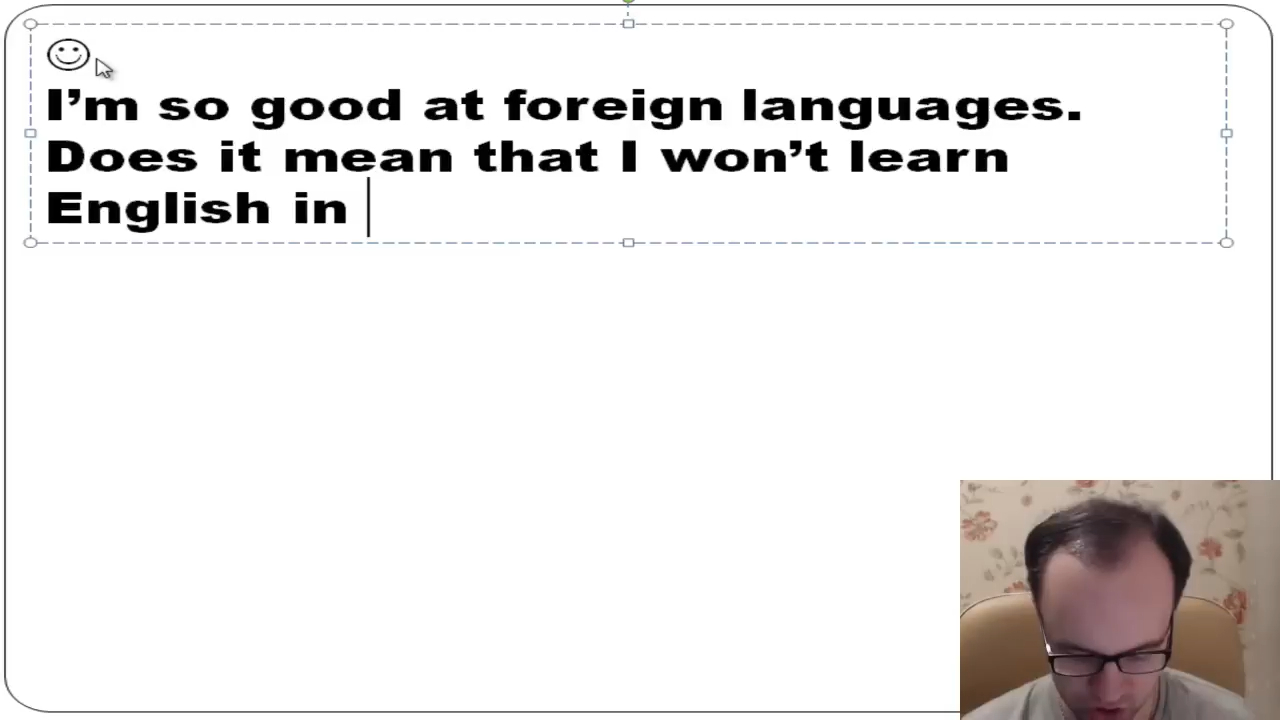 I’m so good at foreign languages.
Does it mean that I won’t learn
English in